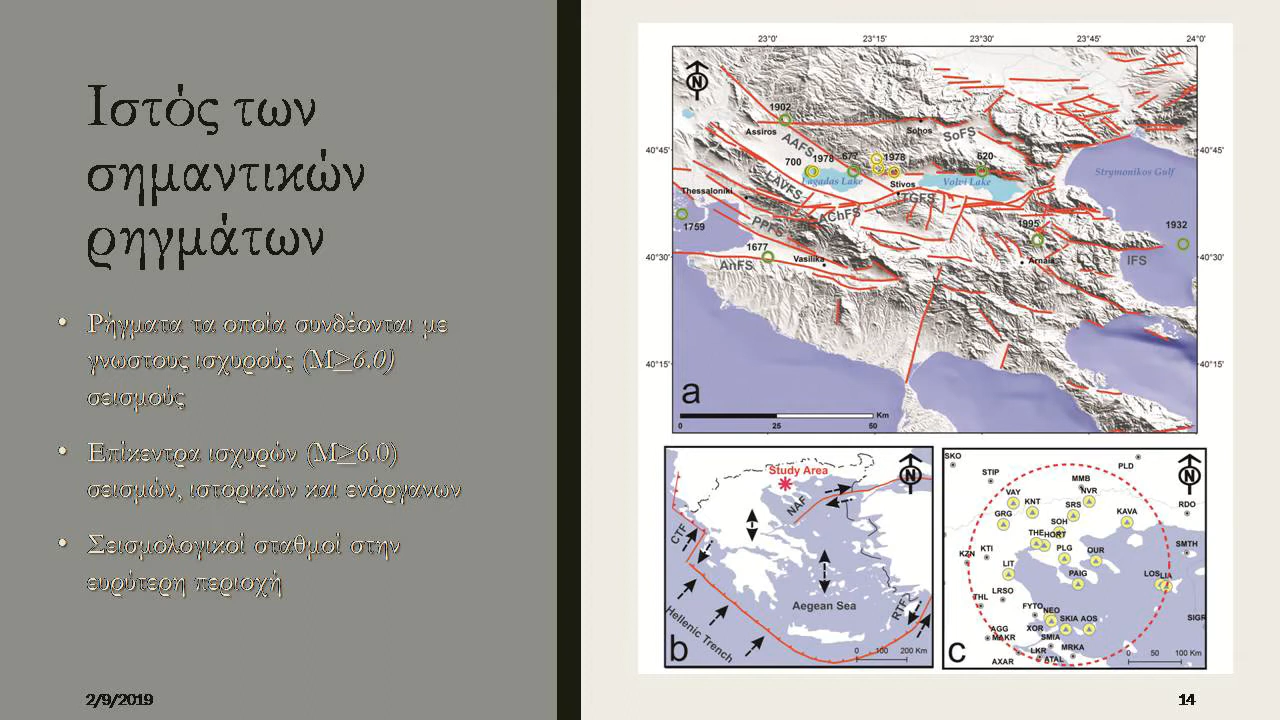 Ιστός των
σημαντικών
ρηγμάτων
• Ρήγματα τα οποία συνδέονται με
γνωστους ισχυρούς (Μ≥6.0)
σεισμούς
• Επίκεντρα ισχυρών (Μ≥6.0)
σεισμών, ιστορικών και ενόργανων
• Σεισμολογικοί σταθμοί στην
ευρύτερη περιοχή
2/9/2019
14
23°0' 23°15' 23°30' 23°45' 24°0'
N
1902
Assiros
Sohos
SoFS
AAFS
40°45' 40°45'
700 1978 677 1978 620
Lagadas Lake
Stivos
Volvi Lake
Strymonikos Gulf
LAVFS
Thessaloniki
TGFS
AChFS
1759
1995
1932
1677
Vasilika
Arnaia
IFS
AnFS
40°30' 40°30'
40°15' 40°15'
a
Km
0 25 50
Study Area
N
NAF
CTF
Aegean Sea
RTF
Hellenic Trench
b
0 100 200 Km
SKO
PLD
N
STIP
MMB
VAY
NVR
KNT
SRS
RDO
GRG
KAVA
SOH
THE
HORT
KZN
KTI
PLG
OUR
SMTH
LIT
PAIG
LOS
LIA
THL
LRSO
FYTO
NEO
SKIA
AOS
SIGR
AGG
XOR
MAKR
SMIA
LKR
MRKA
AXAR
ATAL
c
0 50 100 Km